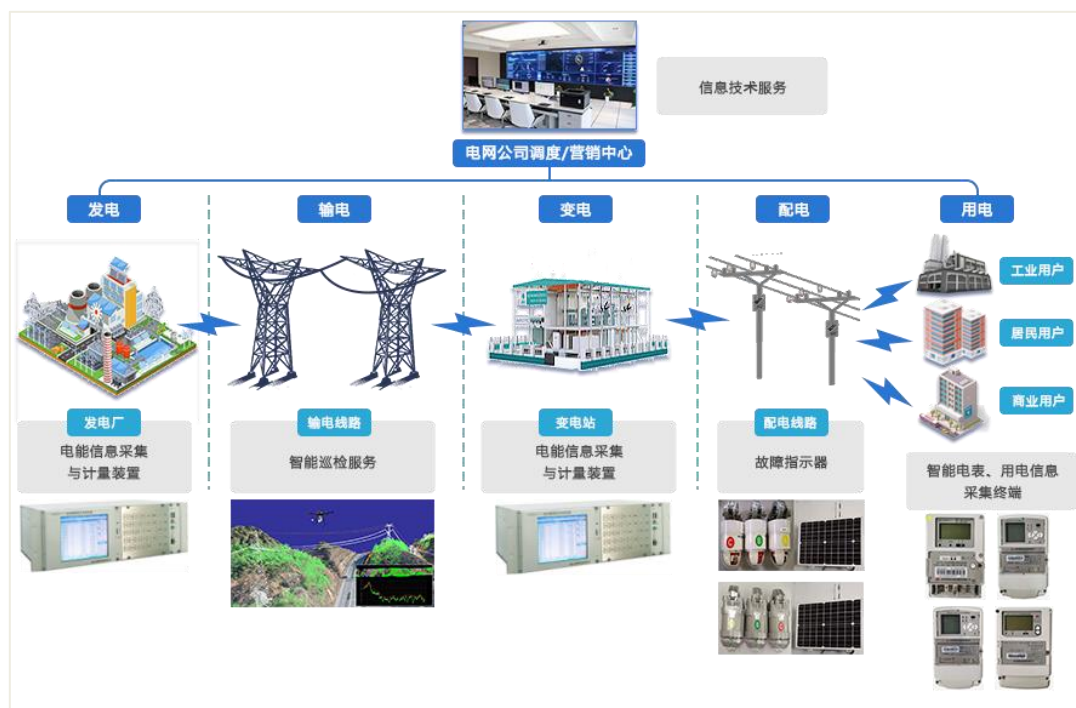 信息技术服务
电网公司调度/营销中心
发电
输电
变电
配电
用电
工业用户
居民用户
商业用户
发电厂
电能信息采集
与计量装置
输电线路
智能巡检服务
变电站
电能信息采集
与计量装置
配电线路
故障指示器
智能电表、用电信息
采集终端